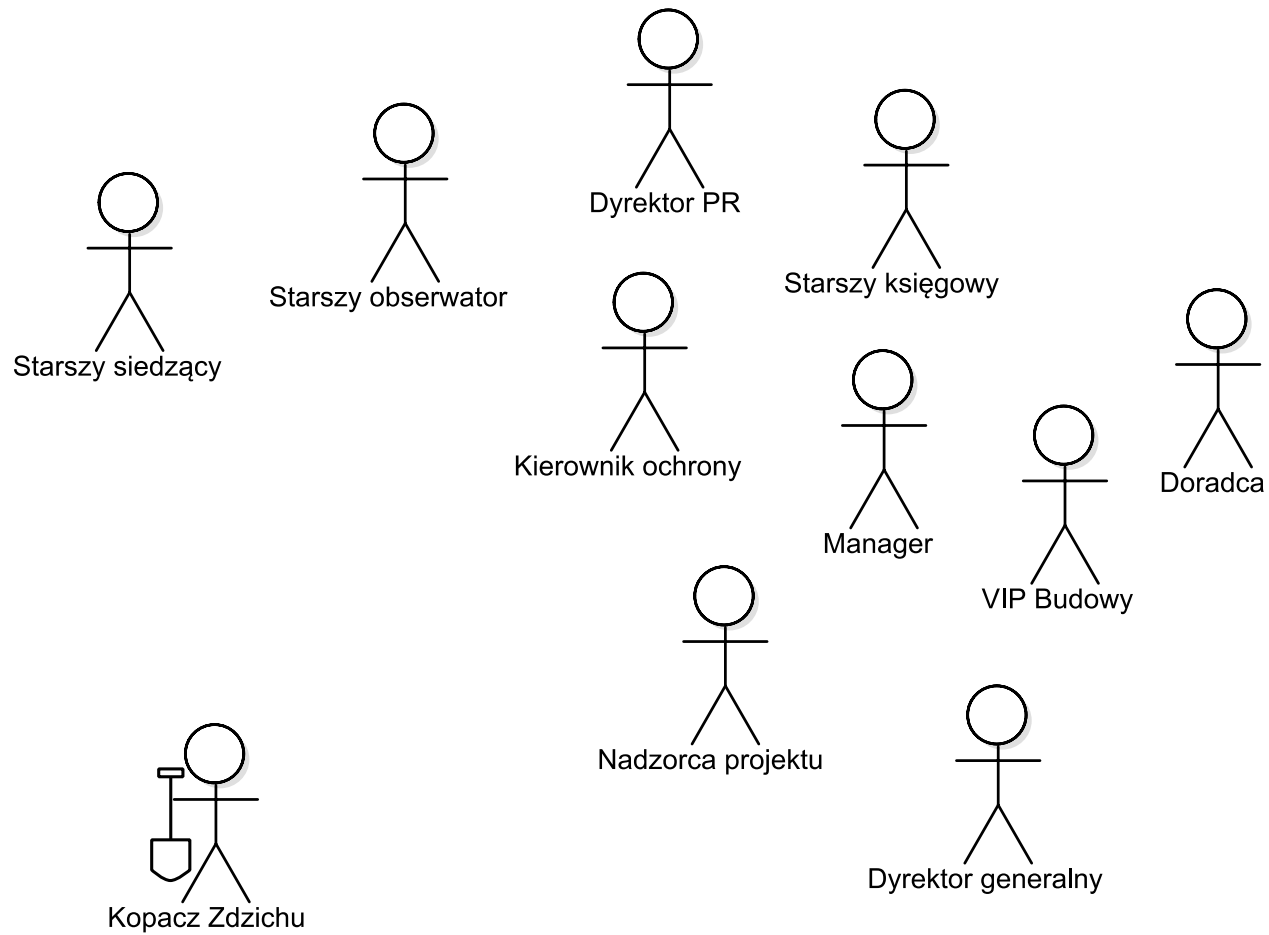 Dyrektor PR
Starszy księgowy
Starszy obserwator
Starszy siedzący
Kierownik ochrony
Doradca
Manager
VIP Budowy
Nadzorca projektu
Dyrektor generalny
Kopacz Zdzichu